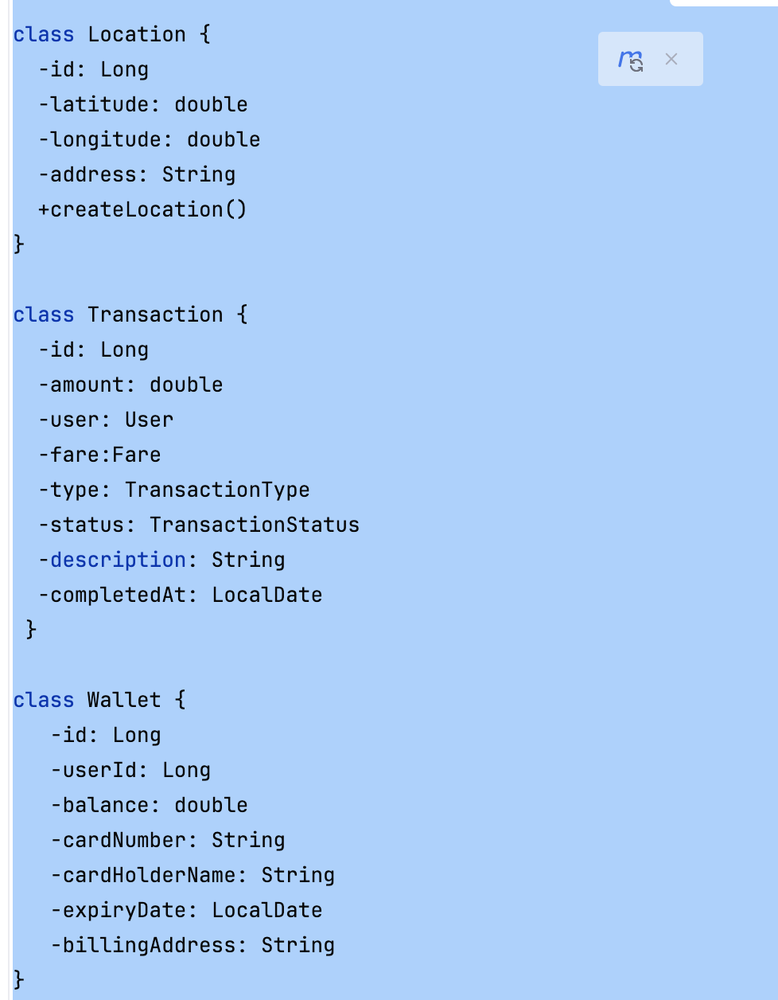 class Location {
  -id: Long
  -latitude: double
  -longitude: double
  -address: String
  +createLocation()
}

class Transaction {
  -id: Long
  -amount: double
  -user: User
  -fare:Fare
  -type: TransactionType
  -status: TransactionStatus
  -description: String
  -completedAt: LocalDate
 }

class Wallet {
   -id: Long
   -userId: Long
   -balance: double
   -cardNumber: String
   -cardHolderName: String
   -expiryDate: LocalDate
   -billingAddress: String
}